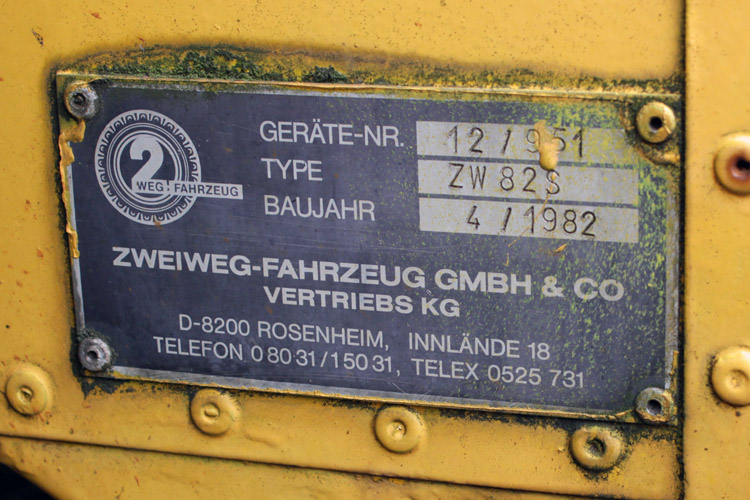 2
WEG FAHRZEUG
GERÄTE-NR. 12/951
TYPE ZW 82S
BAUJAHR 4/1982
ZWEIWEG-FAHRZEUG GMBH & CO
VERTRIEBS KG
D-8200 ROSENHEIM, INNLÄNDE 18
TELEFON 0 80 31/150 31, TELEX 0525 731